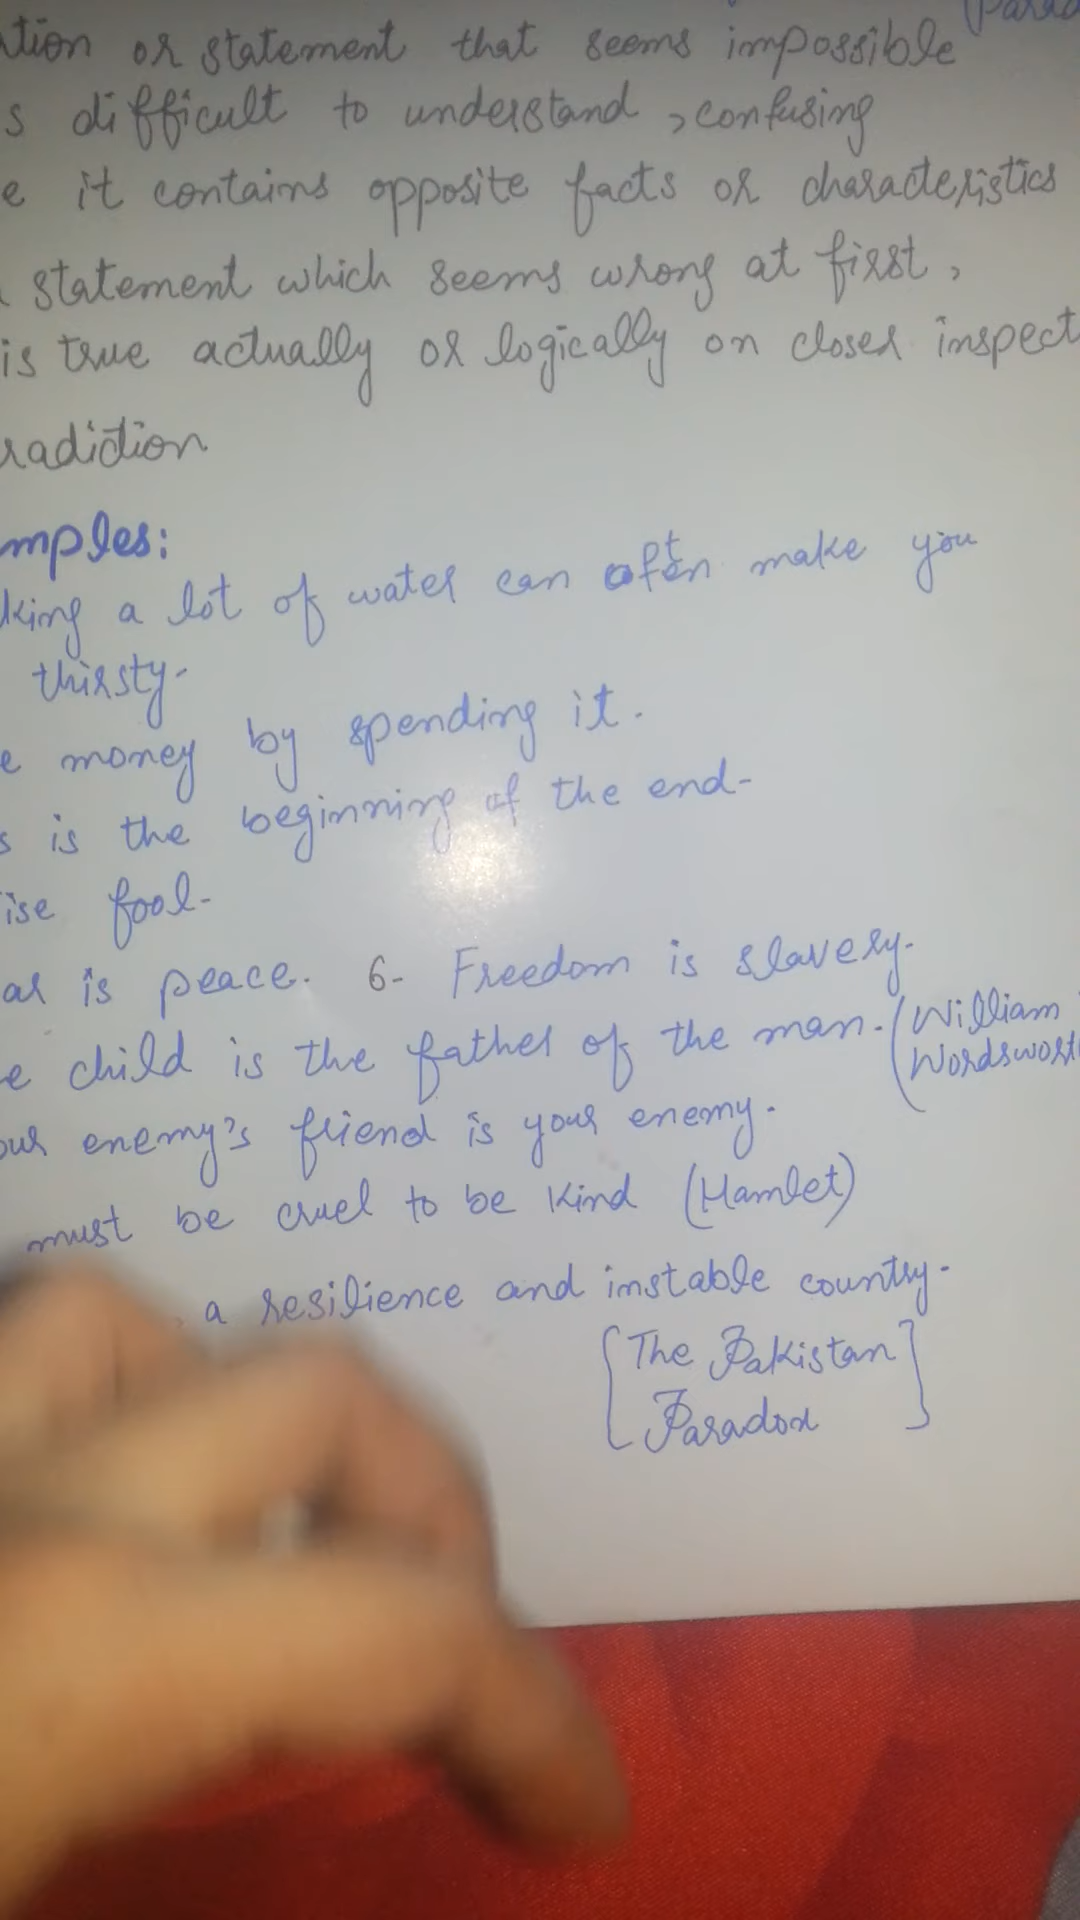 (Parad
tion or statement that seems impossible
s difficult to understand, confusing
e it contains opposite facts or characteristics
statement which seems wrong at first,
is true actually or logically on closer inspect
radiction
mples:
king a lot of water can often make you
thirsty.
e money by spending it.
s is the beginning of the end.
ise fool.
ar is peace. 6- Freedom is slavery.
e child is the father of the man. (William
Wordswort
our enemy's friend is your enemy.
must be cruel to be kind (Hamlet)
a resilience and instable country.
[The Pakistan
Paradox]